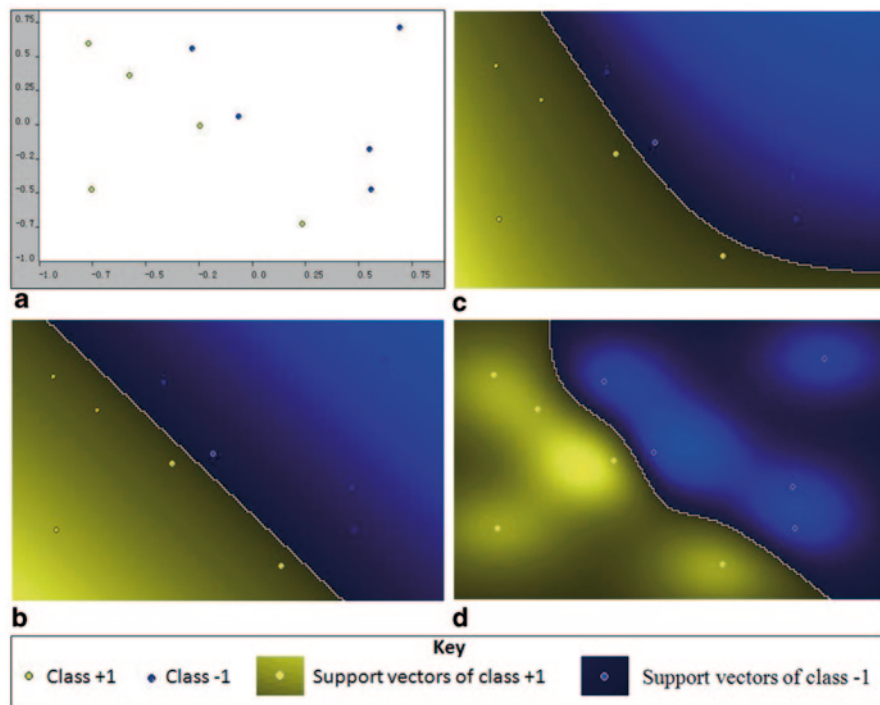 0.75
0.5
0.25
0.0
-0.2
-0.5
-0.7
-1.0
-1.0
-0.7
-0.5
-0.2
0.0
0.25
0.5
0.75
a
c
b
d
Key
Class +1
Class -1
Support vectors of class +1
Support vectors of class -1